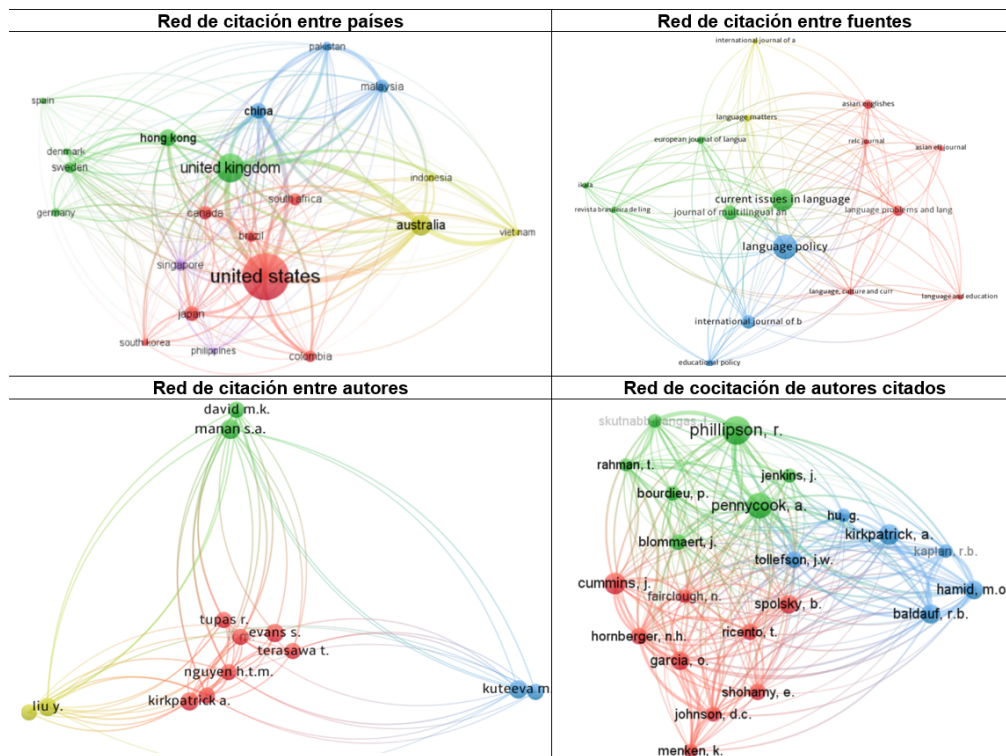 Red de citación entre países
Red de citación entre fuentes
pakistan
malaysia
spain
china
hong kong
denmark
sweden
united kingdom
indonesia
germany
canada
south africa
australia
viet nam
brazil
singapore
united states
japan
south korea
philippines
colombia
international journal of a
asian englishes
language matters
european journal of langua
relc journal
asian efl journal
ikala
revista brasileira de ling
current issues in language
journal of multilingual an
language problems and lang
language policy
language, culture and curr
language and education
international journal of b
educational policy
Red de citación entre autores
Red de cocitación de autores citados
david m.k.
manan s.a.
tupas r.
evans s.
terasawa t.
nguyen h.t.m.
kirkpatrick a.
liu y.
kuteeva m.
phillipson, r.
rahman, t.
jenkins, j.
bourdieu, p.
pennycook, a.
hu, g.
kirkpatrick, a.
blommaert, j.
kaplan, r.b.
tollefson, j.w.
cummins, j.
hamid, m.o.
fairclough, n.
spolsky, b.
baldauf, r.b.
hornberger, n.h.
ricento, t.
garcia, o.
shohamy, e.
johnson, d.c.
menken, k.